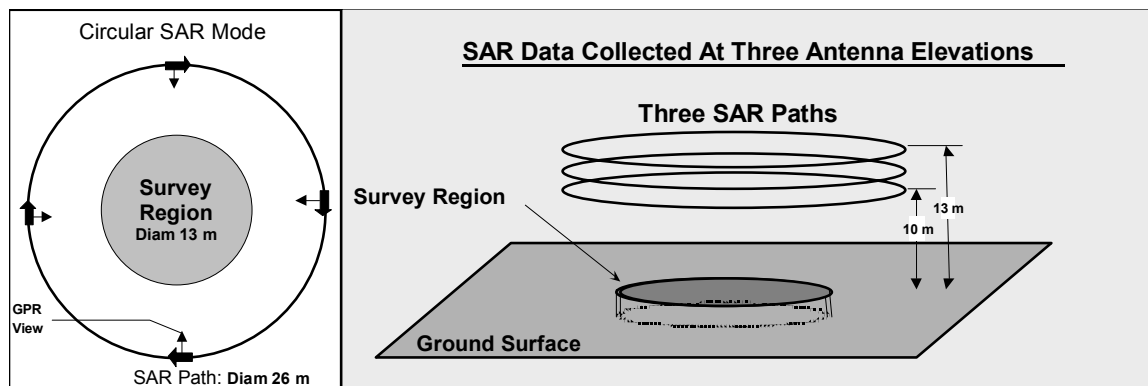 Circular SAR Mode
Survey
Region
Diam 13 m
GPR
View
SAR Path: Diam 26 m
SAR Data Collected At Three Antenna Elevations
Three SAR Paths
Survey Region
13 m
10 m
Ground Surface